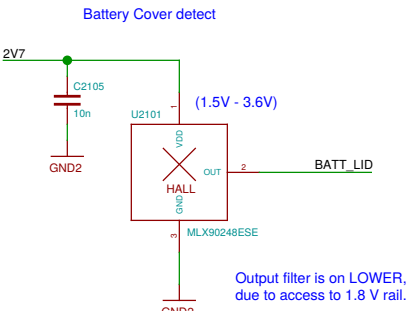 Battery Cover detect
2V7
C2105
10n
GND2
1
(1.5V - 3.6V)
U2101
VDD
OUT
2
BATT_LID
HALL
GND
3
MLX90248ESE
Output filter is on LOWER,
due to access to 1.8 V rail.
GND2